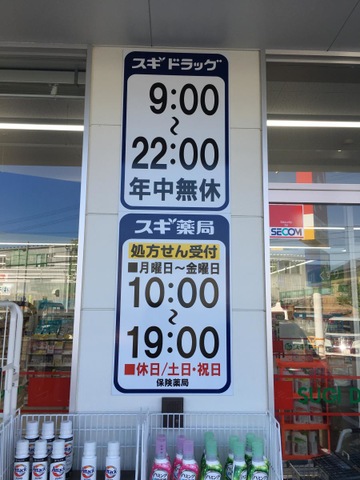 スギドラッグ
9:00
~
22:00
年中無休
スギ薬局
処方せん受付
■月曜日~金曜日
10:00
~
19:00
■休日/土日・祝日
保険薬局
SECOM